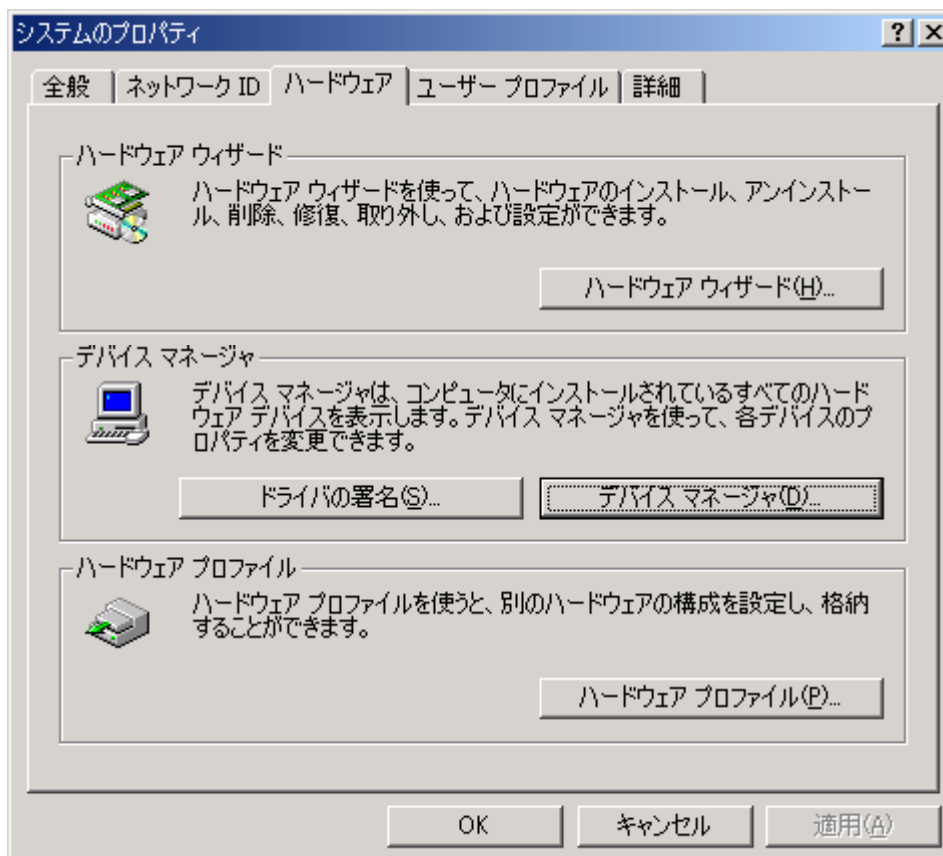 システムのプロパティ
全般 ネットワーク ID ハードウェア ユーザー プロファイル 詳細
ハードウェア ウィザード
ハードウェア ウィザードを使って、ハードウェアのインストール、アンインストー
ル、削除、修復、取り外し、および設定ができます。
ハードウェア ウィザード(H)...
デバイス マネージャ
デバイス マネージャは、コンピュータにインストールされているすべてのハード
ウェア デバイスを表示します。デバイス マネージャを使って、各デバイスのプ
ロパティを変更できます。
ドライバの署名(S)... デバイス マネージャ(D)...
ハードウェア プロファイル
ハードウェア プロファイルを使うと、別のハードウェアの構成を設定し、格納
することができます。
ハードウェア プロファイル(P)...
OK キャンセル 適用(A)